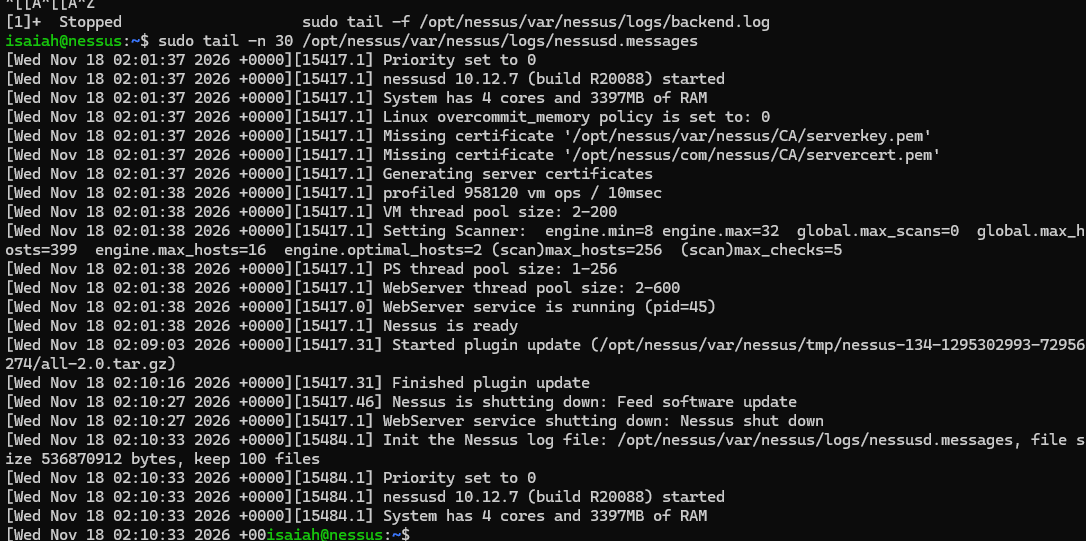 ^[[A^[[A^Z
[1]+  Stopped                 sudo tail -f /opt/nessus/var/nessus/logs/backend.log
isaiah@nessus:~$ sudo tail -n 30 /opt/nessus/var/nessus/logs/nessusd.messages
[Wed Nov 18 02:01:37 2026 +0000][15417.1] Priority set to 0
[Wed Nov 18 02:01:37 2026 +0000][15417.1] nessusd 10.12.7 (build R20088) started
[Wed Nov 18 02:01:37 2026 +0000][15417.1] System has 4 cores and 3397MB of RAM
[Wed Nov 18 02:01:37 2026 +0000][15417.1] Linux overcommit_memory policy is set to: 0
[Wed Nov 18 02:01:37 2026 +0000][15417.1] Missing certificate '/opt/nessus/var/nessus/CA/serverkey.pem'
[Wed Nov 18 02:01:37 2026 +0000][15417.1] Missing certificate '/opt/nessus/com/nessus/CA/servercert.pem'
[Wed Nov 18 02:01:37 2026 +0000][15417.1] Generating server certificates
[Wed Nov 18 02:01:38 2026 +0000][15417.1] profiled 958120 vm ops / 10msec
[Wed Nov 18 02:01:38 2026 +0000][15417.1] VM thread pool size: 2-200
[Wed Nov 18 02:01:38 2026 +0000][15417.1] Setting Scanner:  engine.min=8 engine.max=32  global.max_scans=0  global.max_h
osts=399  engine.max_hosts=16  engine.optimal_hosts=2 (scan)max_hosts=256  (scan)max_checks=5
[Wed Nov 18 02:01:38 2026 +0000][15417.1] PS thread pool size: 1-256
[Wed Nov 18 02:01:38 2026 +0000][15417.1] WebServer thread pool size: 2-600
[Wed Nov 18 02:01:38 2026 +0000][15417.0] WebServer service is running (pid=45)
[Wed Nov 18 02:01:38 2026 +0000][15417.1] Nessus is ready
[Wed Nov 18 02:09:03 2026 +0000][15417.31] Started plugin update (/opt/nessus/var/nessus/tmp/nessus-134-1295302993-72956
274/all-2.0.tar.gz)
[Wed Nov 18 02:10:16 2026 +0000][15417.31] Finished plugin update
[Wed Nov 18 02:10:27 2026 +0000][15417.46] Nessus is shutting down: Feed software update
[Wed Nov 18 02:10:27 2026 +0000][15417.1] WebServer service shutting down: Nessus shut down
[Wed Nov 18 02:10:33 2026 +0000][15484.1] Init the Nessus log file: /opt/nessus/var/nessus/logs/nessusd.messages, file s
ize 536870912 bytes, keep 100 files
[Wed Nov 18 02:10:33 2026 +0000][15484.1] Priority set to 0
[Wed Nov 18 02:10:33 2026 +0000][15484.1] nessusd 10.12.7 (build R20088) started
[Wed Nov 18 02:10:33 2026 +0000][15484.1] System has 4 cores and 3397MB of RAM
[Wed Nov 18 02:10:33 2026 +00isaiah@nessus:~$